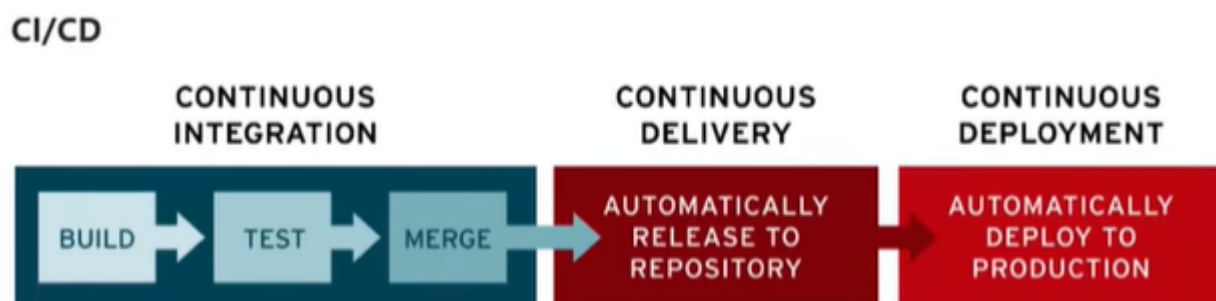 CI/CD
CONTINUOUS
INTEGRATION
CONTINUOUS
DELIVERY
CONTINUOUS
DEPLOYMENT
BUILD
TEST
MERGE
AUTOMATICALLY
RELEASE TO
REPOSITORY
AUTOMATICALLY
DEPLOY TO
PRODUCTION